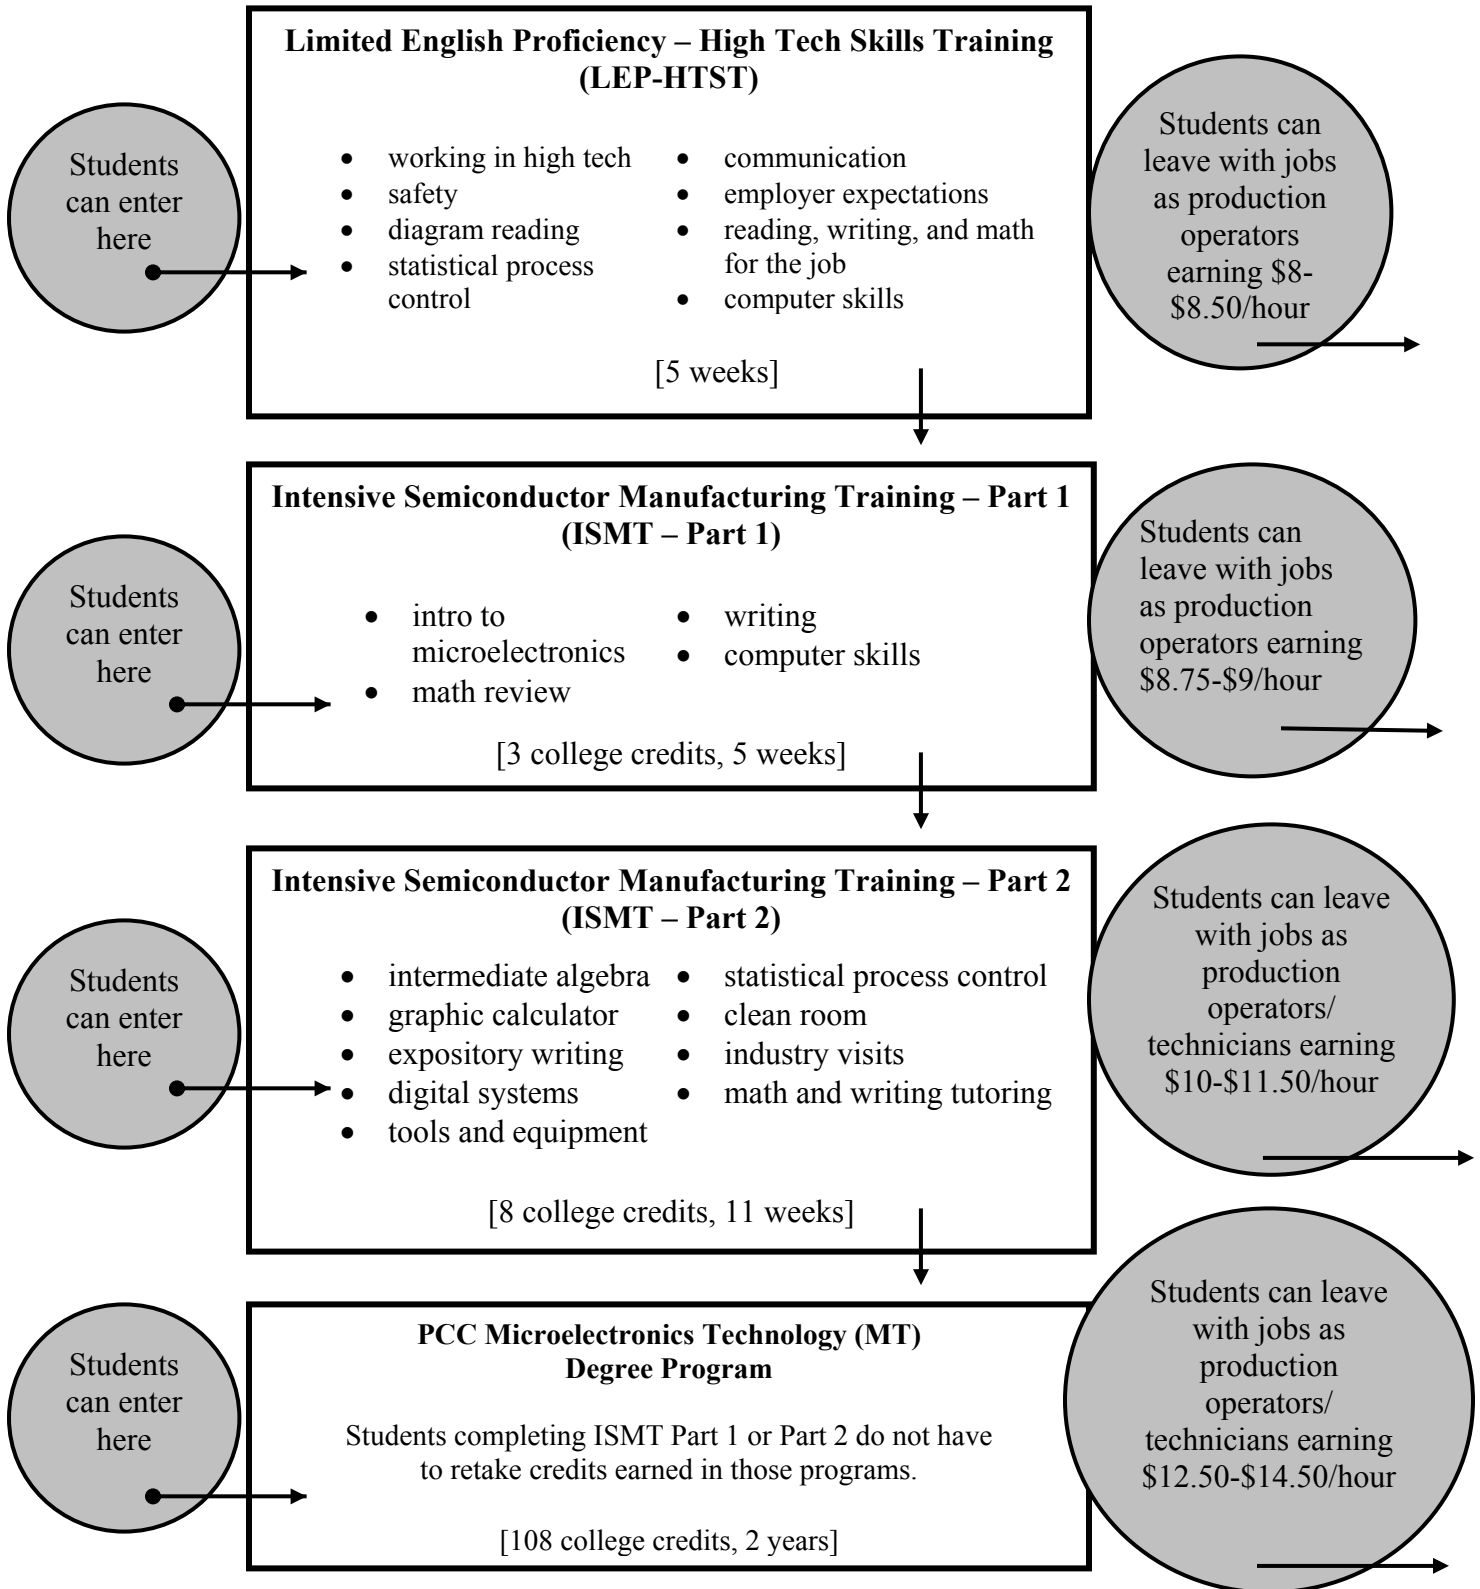 Limited English Proficiency – High Tech Skills Training
(LEP-HTST)
Students
can enter
here
• working in high tech
• safety
• diagram reading
• statistical process
control
• communication
• employer expectations
• reading, writing, and math
for the job
• computer skills
[5 weeks]
Students can
leave with jobs
as production
operators
earning $8-
$8.50/hour
Intensive Semiconductor Manufacturing Training – Part 1
(ISMT – Part 1)
Students
can enter
here
• intro to
microelectronics
• math review
• writing
• computer skills
[3 college credits, 5 weeks]
Students can
leave with jobs
as production
operators earning
$8.75-$9/hour
Intensive Semiconductor Manufacturing Training – Part 2
(ISMT – Part 2)
Students
can enter
here
• intermediate algebra
• graphic calculator
• expository writing
• digital systems
• tools and equipment
• statistical process control
• clean room
• industry visits
• math and writing tutoring
[8 college credits, 11 weeks]
Students can leave
with jobs as
production
operators/
technicians earning
$10-$11.50/hour
PCC Microelectronics Technology (MT)
Degree Program
Students
can enter
here
Students completing ISMT Part 1 or Part 2 do not have
to retake credits earned in those programs.
[108 college credits, 2 years]
Students can leave
with jobs as
production
operators/
technicians earning
$12.50-$14.50/hour